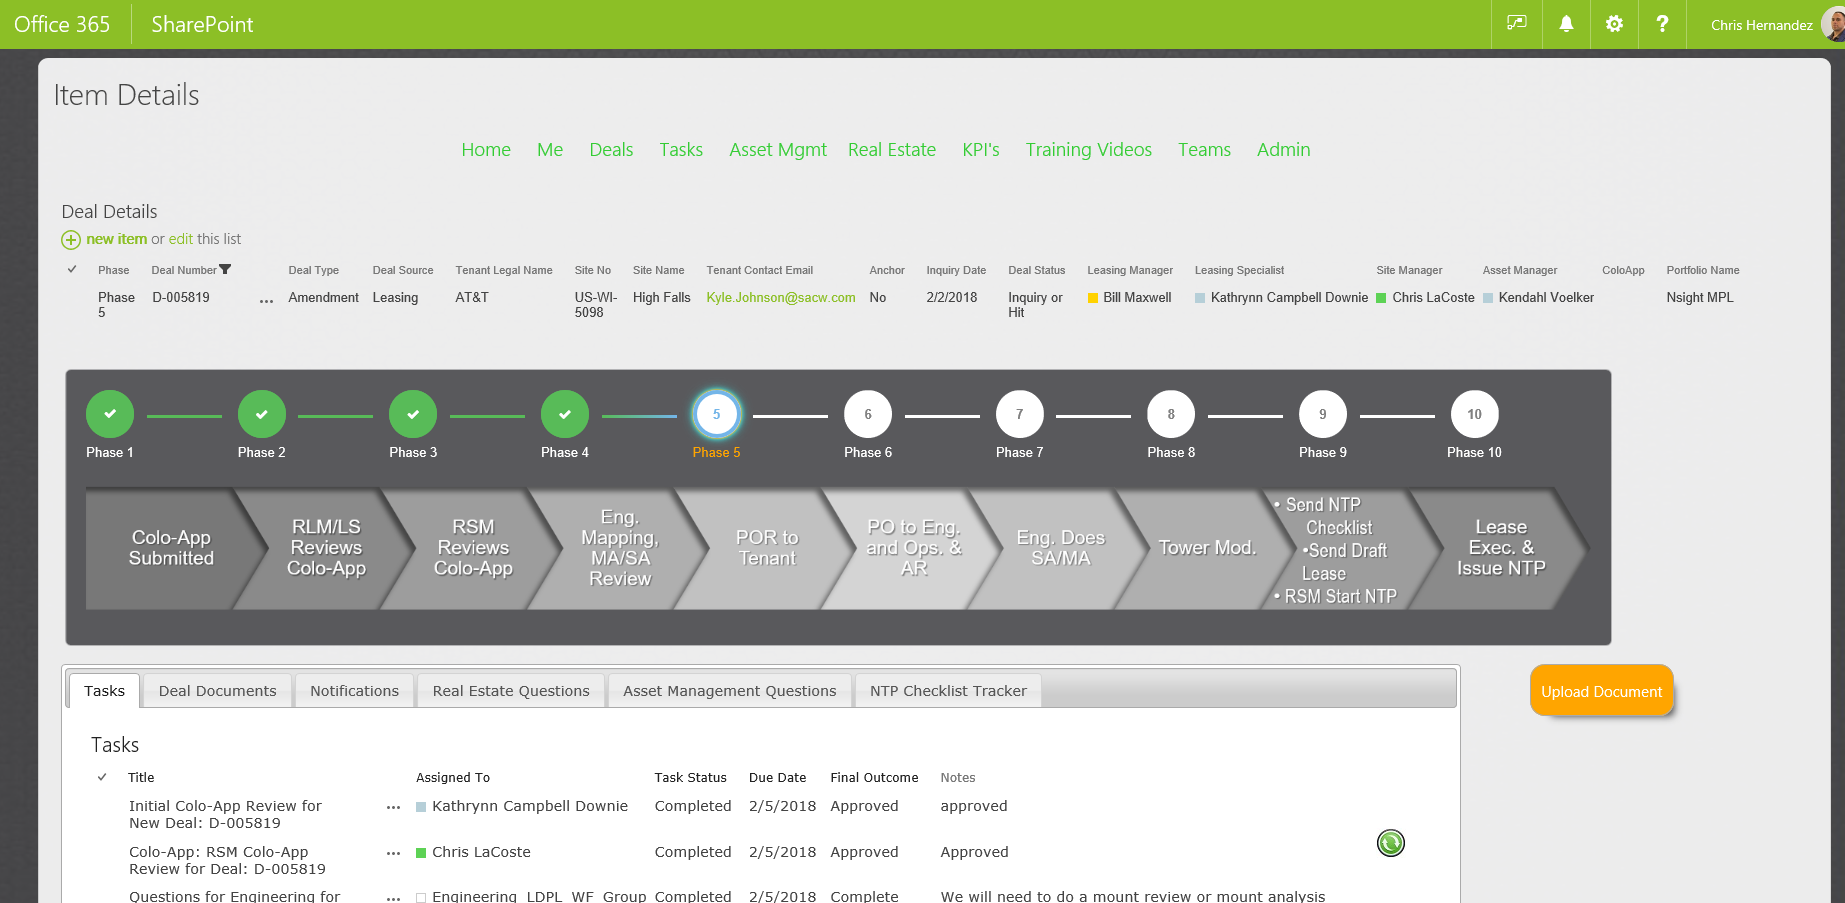 Office 365 SharePoint Chris Hernandez
Item Details
Home Me Deals Tasks Asset Mgmt Real Estate KPI's Training Videos Teams Admin
Deal Details
new item or edit this list
Phase Deal Number Deal Type Deal Source Tenant Legal Name Site No Site Name Tenant Contact Email Anchor Inquiry Date Deal Status Leasing Manager Leasing Specialist Site Manager Asset Manager ColoApp Portfolio Name
Phase D-005819 ... Amendment Leasing AT&T US-WI- High Falls Kyle.Johnson@sacw.com No 2/2/2018 Inquiry or Bill Maxwell Kathrynn Campbell Downie Chris LaCoste Kendahl Voelker Nsight MPL
5 5098 Hit
5 6 7 8 9 10
Phase 1 Phase 2 Phase 3 Phase 4 Phase 5 Phase 6 Phase 7 Phase 8 Phase 9 Phase 10
Colo-App
Submitted
RLM/LS
Reviews
Colo-App
RSM
Reviews
Colo-App
Eng.
Mapping,
MA/SA
Review
POR to
Tenant
PO to Eng.
and Ops. &
AR
Eng. Does
SA/MA
Tower Mod.
• Send NTP
Checklist
•Send Draft
Lease
• RSM Start NTP
Lease
Exec. &
Issue NTP
Tasks Deal Documents Notifications Real Estate Questions Asset Management Questions NTP Checklist Tracker
Upload Document
Tasks
Title Assigned To Task Status Due Date Final Outcome Notes
Initial Colo-App Review for ... Kathrynn Campbell Downie Completed 2/5/2018 Approved approved
New Deal: D-005819
Colo-App: RSM Colo-App ... Chris LaCoste Completed 2/5/2018 Approved Approved
Review for Deal: D-005819
Questions for Engineering for ... Engineering_LDPL_WF_Group Completed 2/5/2018 Complete We will need to do a mount review or mount analysis